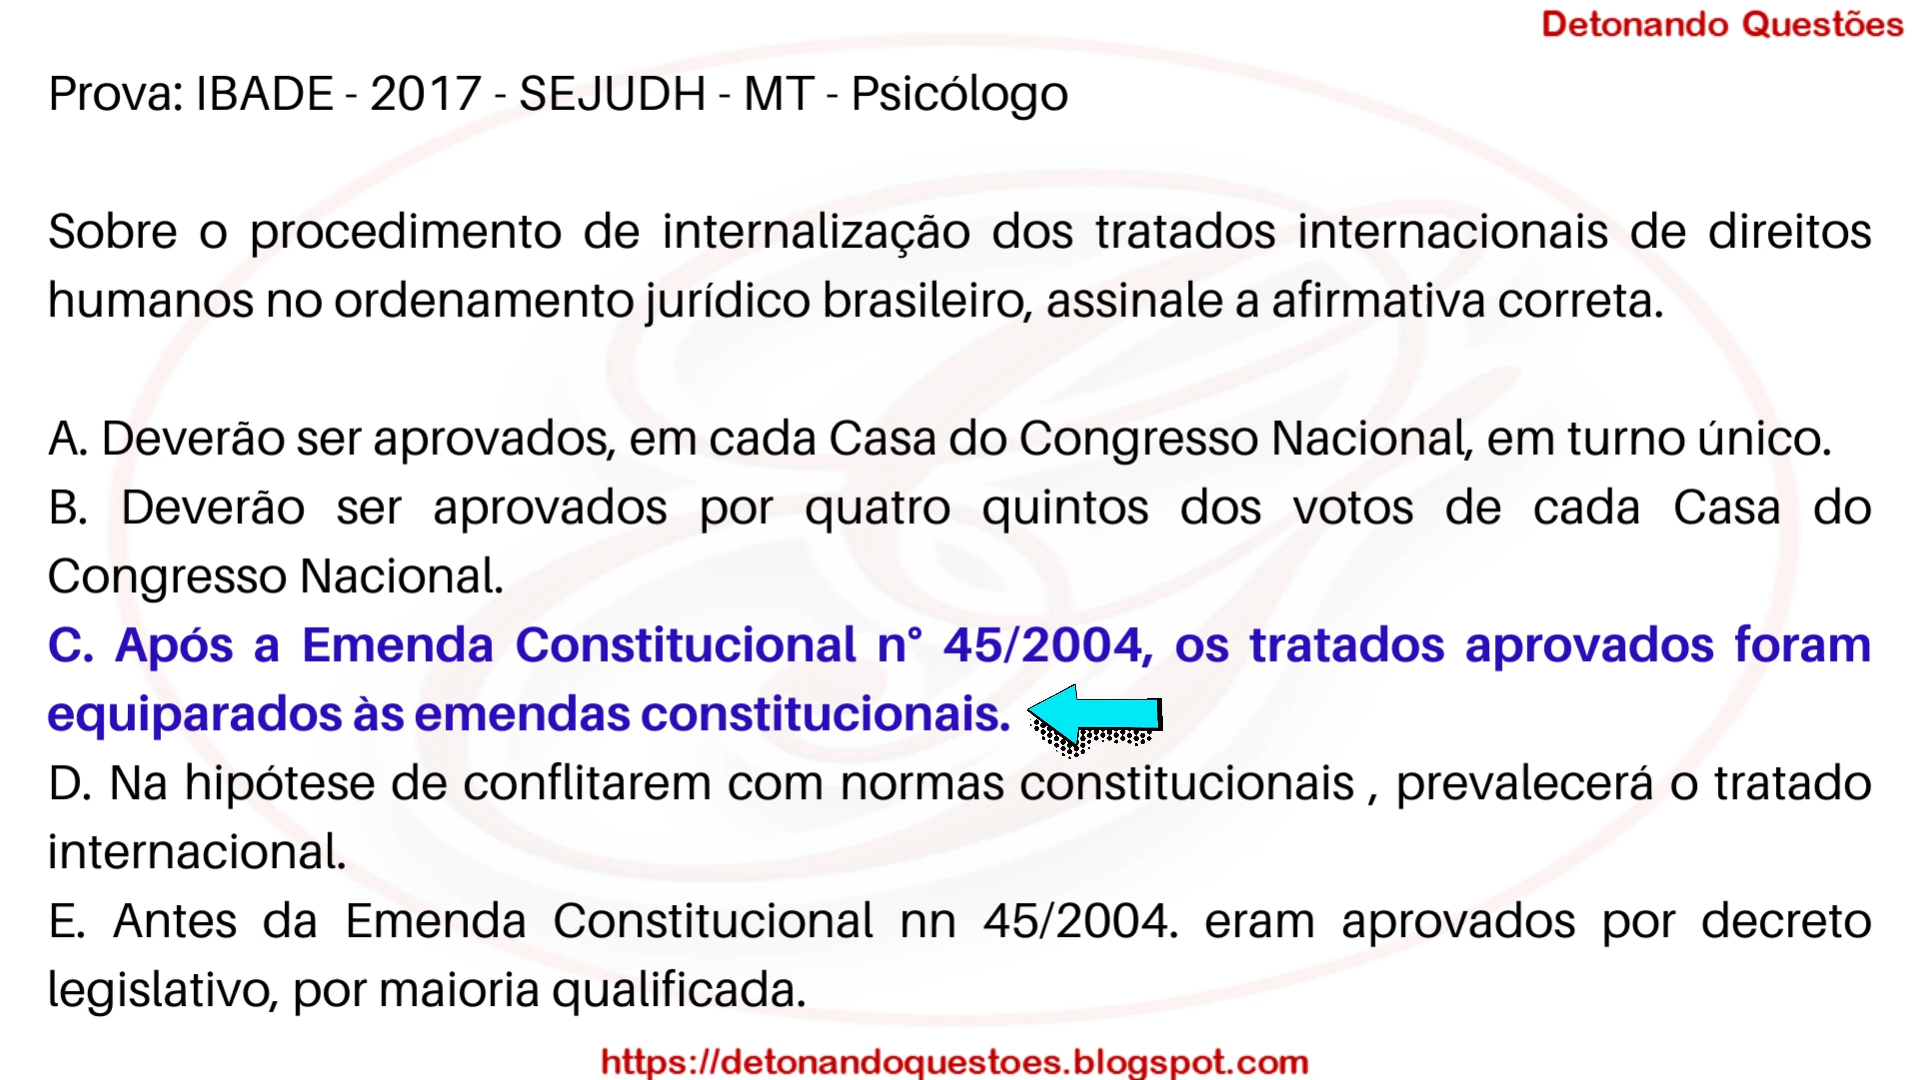 Detonando Questões
Prova: IBADE - 2017 - SEJUDH - MT - Psicólogo
Sobre o procedimento de internalização dos tratados internacionais de direitos
humanos no ordenamento jurídico brasileiro, assinale a afirmativa correta.
A. Deverão ser aprovados, em cada Casa do Congresso Nacional, em turno único.
B. Deverão ser aprovados por quatro quintos dos votos de cada Casa do
Congresso Nacional.
C. Após a Emenda Constitucional n° 45/2004, os tratados aprovados foram
equiparados às emendas constitucionais.
D. Na hipótese de conflitarem com normas constitucionais , prevalecerá o tratado
internacional.
E. Antes da Emenda Constitucional nn 45/2004. eram aprovados por decreto
legislativo, por maioria qualificada.
https://detonandoquestoes.blogspot.com